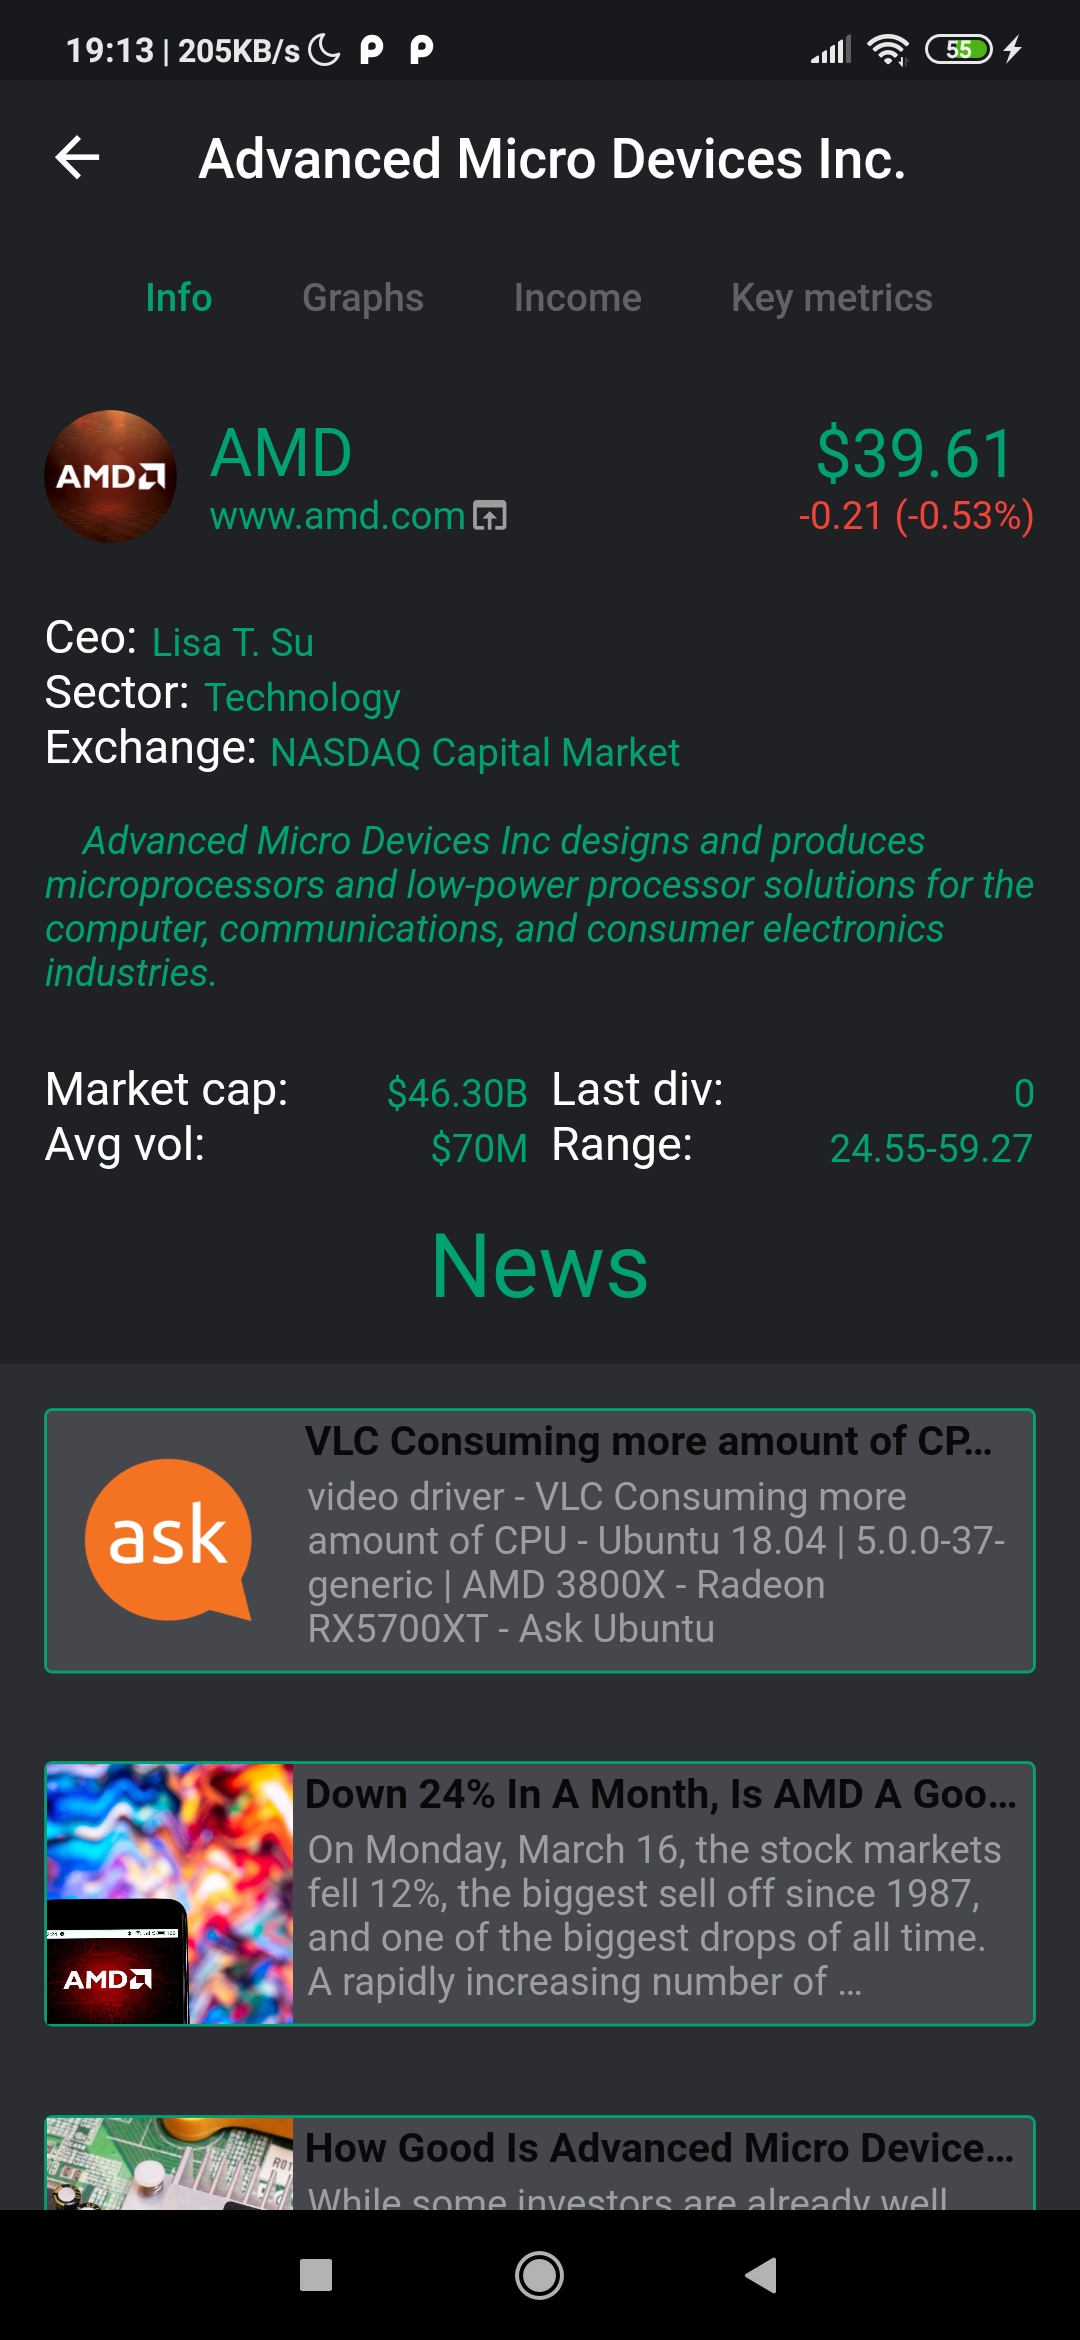 19:13 | 205KB/s
55
Advanced Micro Devices Inc.
Info Graphs Income Key metrics
AMD
AMD $39.61
www.amd.com -0.21 (-0.53%)
Ceo: Lisa T. Su
Sector: Technology
Exchange: NASDAQ Capital Market
Advanced Micro Devices Inc designs and produces
microprocessors and low-power processor solutions for the
computer, communications, and consumer electronics
industries.
Market cap: $46.30B Last div: 0
Avg vol: $70M Range: 24.55-59.27
News
VLC Consuming more amount of CP...
ask
video driver - VLC Consuming more
amount of CPU - Ubuntu 18.04 | 5.0.0-37-
generic | AMD 3800X - Radeon
RX5700XT - Ask Ubuntu
Down 24% In A Month, Is AMD A Goo...
On Monday, March 16, the stock markets
fell 12%, the biggest sell off since 1987,
and one of the biggest drops of all time.
A rapidly increasing number of ...
AMD
How Good Is Advanced Micro Device...
While some investors are already well